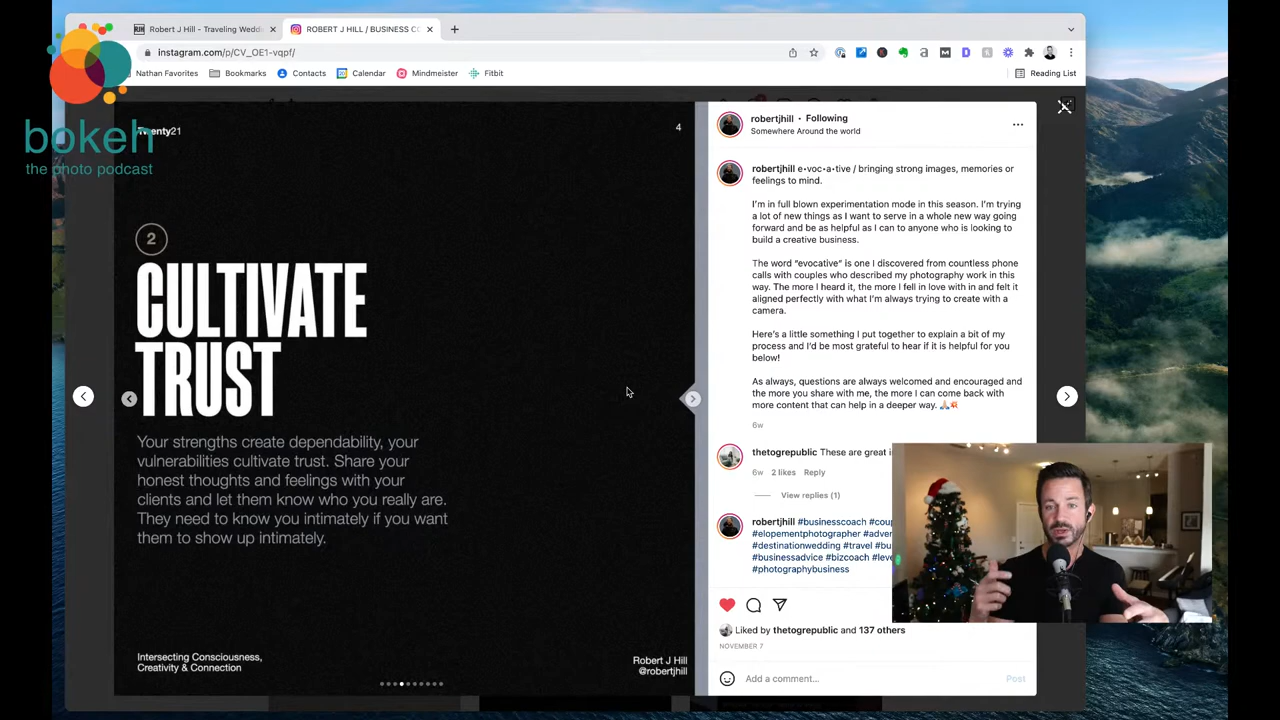 Robert J Hill - Traveling Wedd
ROBERT J HILL / BUSINESS CO
instagram.com/p/CV_OE1-vqpf/
Nathan Favorites
Bookmarks
Contacts
Calendar
Mindmeister
Fitbit
Reading List
bokeh
the photo podcast
Twenty21
4
2
CULTIVATE
TRUST
Your strengths create dependability, your
vulnerabilities cultivate trust. Share your
honest thoughts and feelings with your
clients and let them know who you really are.
They need to know you intimately if you want
them to show up intimately.
Intersecting Consciousness,
Creativity & Connection
Robert J Hill
@robertjhill
robertjhill • Following
Somewhere Around the world
robertjhill e•voc•a•tive / bringing strong images, memories or
feelings to mind.
I'm in full blown experimentation mode in this season. I'm trying
a lot of new things as I want to serve in a whole new way going
forward and be as helpful as I can to anyone who is looking to
build a creative business.
The word "evocative" is one I discovered from countless phone
calls with couples who described my photography work in this
way. The more I heard it, the more I fell in love with in and felt it
aligned perfectly with what I'm always trying to create with a
camera.
Here's a little something I put together to explain a bit of my
process and I'd be most grateful to hear if it is helpful for you
below!
As always, questions are always welcomed and encouraged and
the more you share with me, the more I can come back with
more content that can help in a deeper way. 🙏🏼💥
6w
thetogrepublic These are great
6w 2 likes Reply
View replies (1)
robertjhill #businesscoach #cou
#elopementphotographer #adven
#destinationwedding #travel #bu
#businessadvice #bizcoach #leve
#photographybusiness
Liked by thetogrepublic and 137 others
NOVEMBER 7
Add a comment...
Post